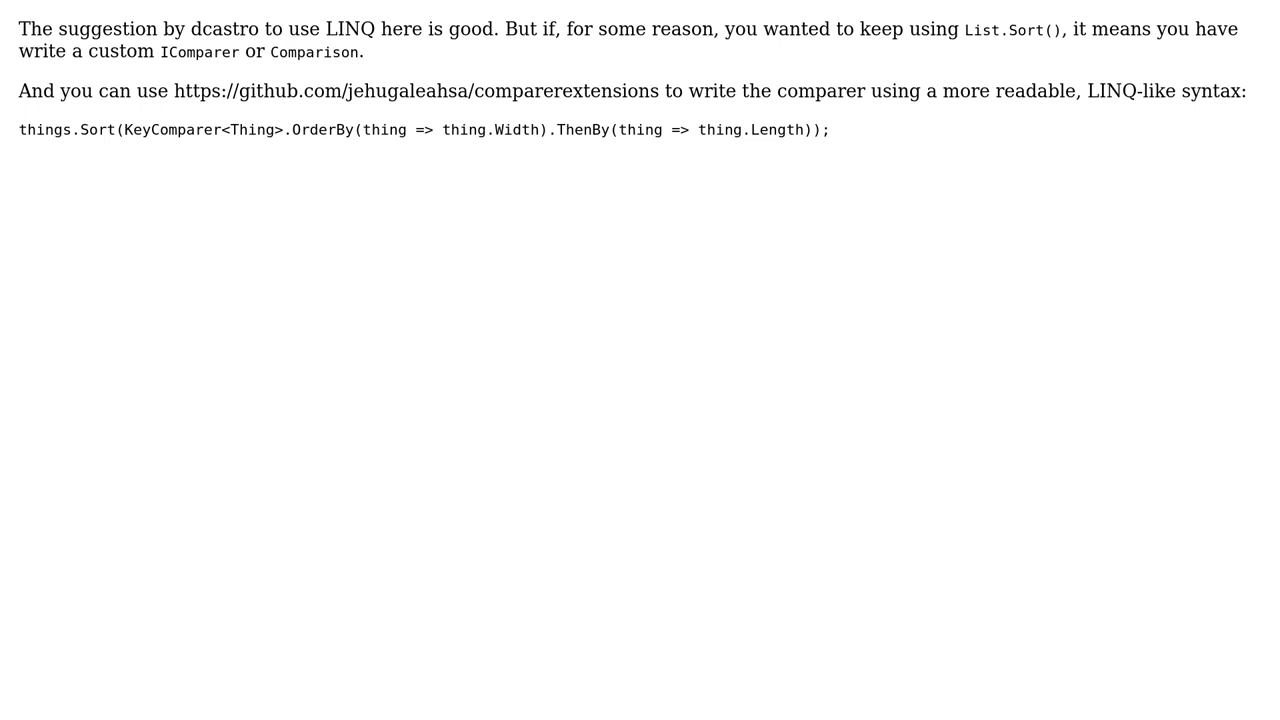 The suggestion by dcastro to use LINQ here is good. But if, for some reason, you wanted to keep using List.Sort(), it means you have
write a custom IComparer or Comparison.
And you can use https://github.com/jehugaleahsa/comparerextensions to write the comparer using a more readable, LINQ-like syntax:
things.Sort(KeyComparer<Thing>.OrderBy(thing => thing.Width).ThenBy(thing => thing.Length));